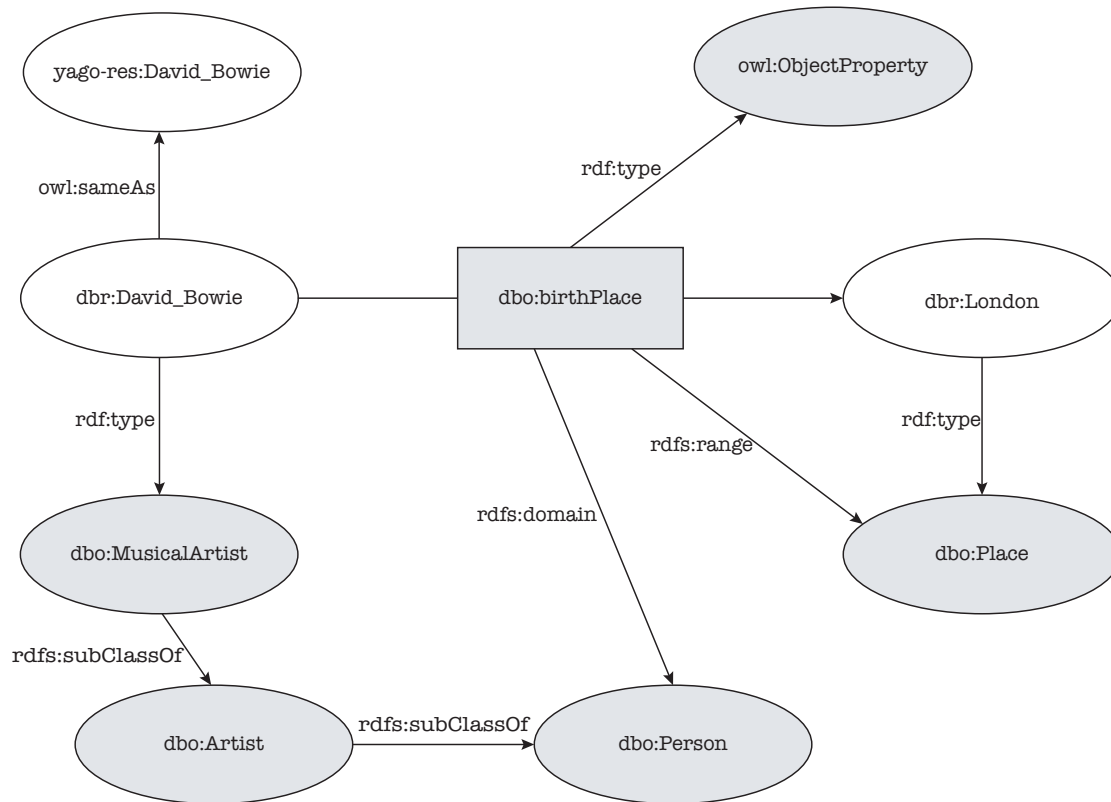 yago-res:David_Bowie
owl:ObjectProperty
rdf:type
owl:sameAs
dbr:David_Bowie
dbo:birthPlace
dbr:London
rdf:type
rdf:type
rdfs:range
rdfs:domain
dbo:MusicalArtist
dbo:Place
rdfs:subClassOf
rdfs:subClassOf
dbo:Artist
dbo:Person